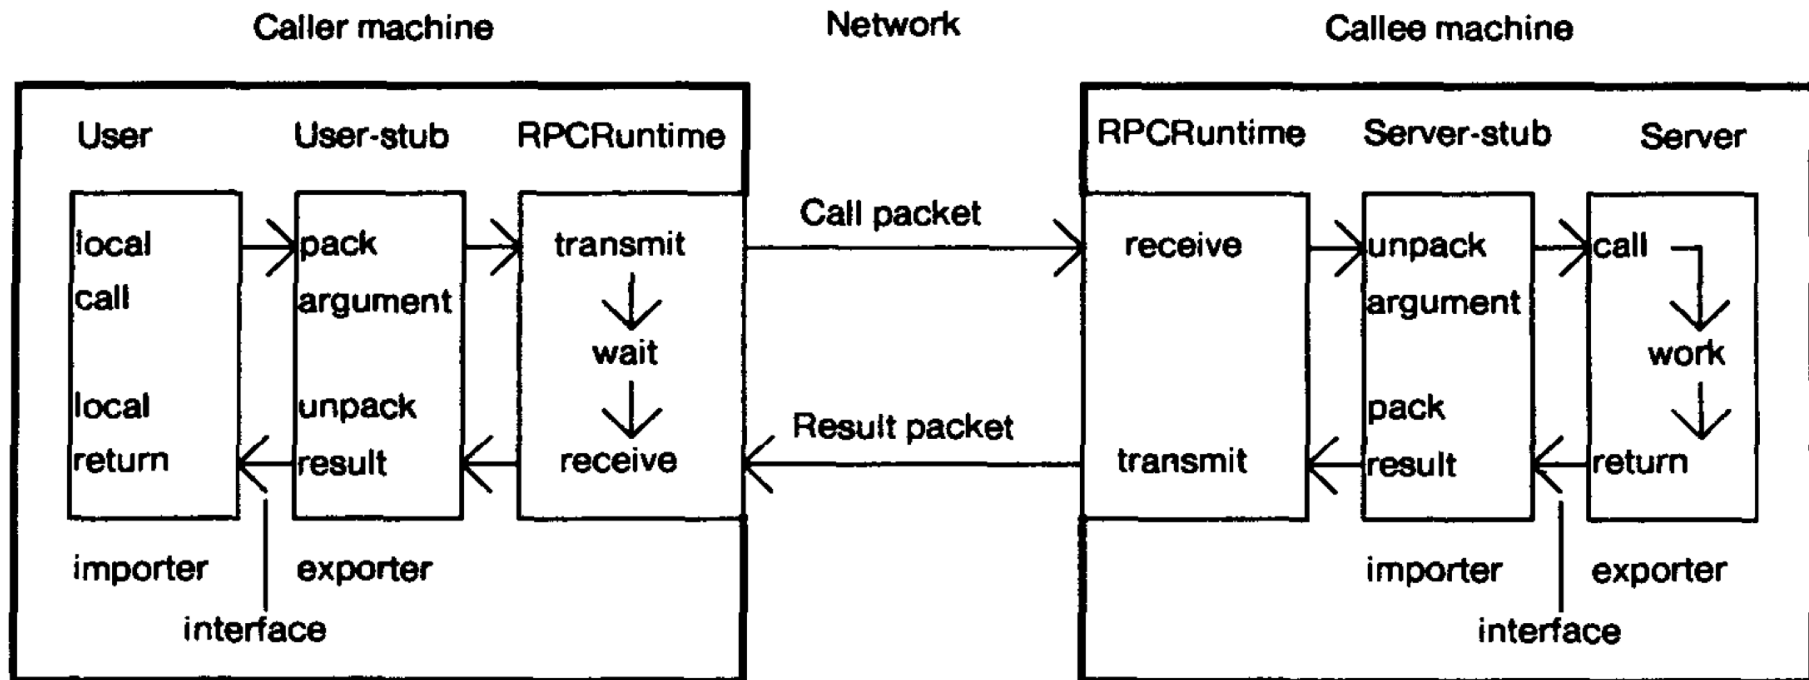 Caller machine
Network
Callee machine
User
User-stub
RPCRuntime
RPCRuntime
Server-stub
Server
local
call
pack
argument
transmit
wait
Call packet
receive
unpack
argument
call
work
local
return
unpack
result
receive
Result packet
transmit
pack
result
return
importer
exporter
interface
importer
exporter
interface